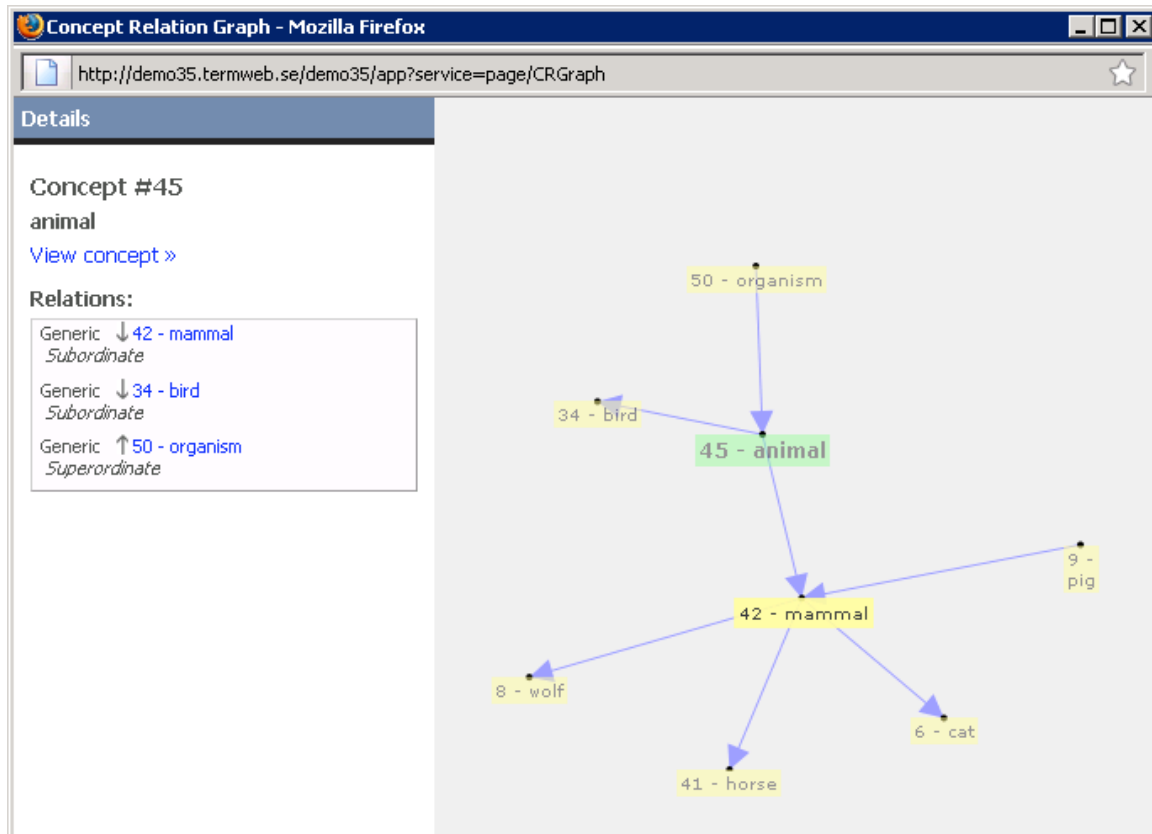 Concept Relation Graph - Mozilla Firefox
http://demo35.termweb.se/demo35/app?service=page/CRGraph
Details
Concept #45
animal
View concept »
Relations:
Generic ↓ 42 - mammal
Subordinate
Generic ↓ 34 - bird
Subordinate
Generic ↑ 50 - organism
Superordinate
50 - organism
34 - bird
45 - animal
9 -
pig
42 - mammal
8 - wolf
6 - cat
41 - horse